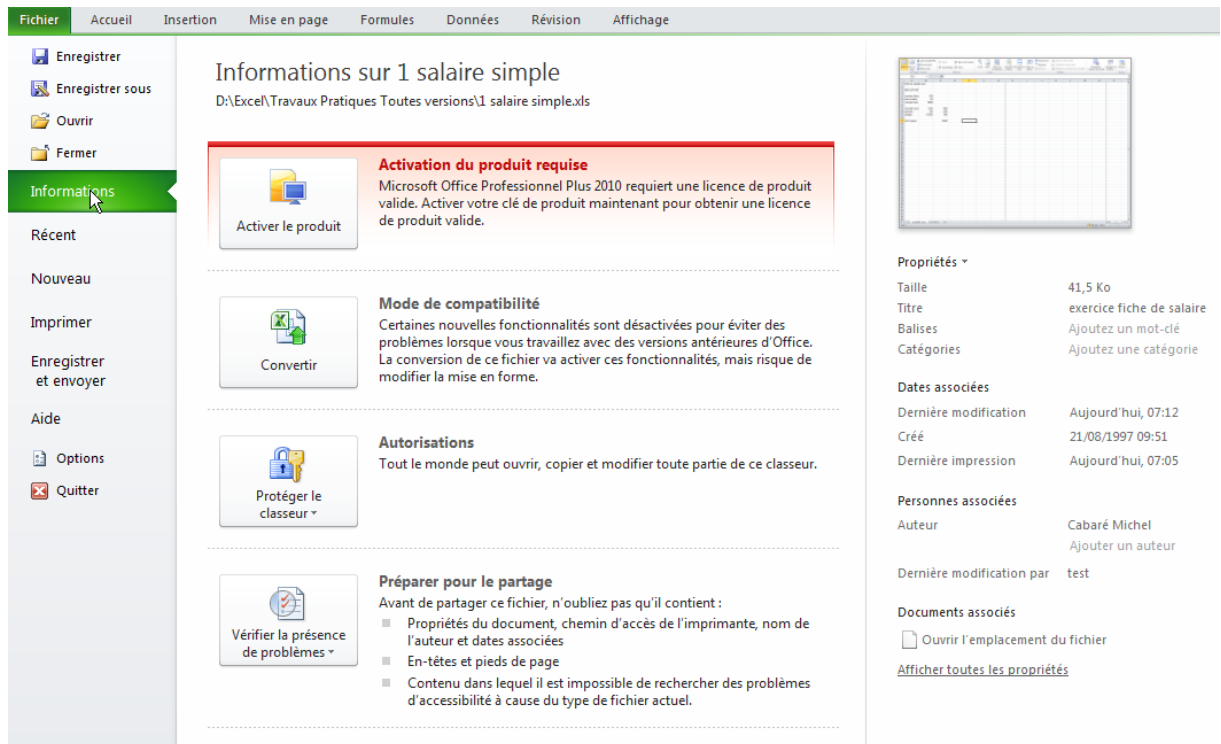 Fichier Accueil Insertion Mise en page Formules Données Révision Affichage
Enregistrer
Enregistrer sous
Ouvrir
Fermer
Informations
Récent
Nouveau
Imprimer
Enregistrer
et envoyer
Aide
Options
Quitter
Informations sur 1 salaire simple
D:\Excel\Travaux Pratiques Toutes versions\1 salaire simple.xls
Activer le produit
Activation du produit requise
Microsoft Office Professionnel Plus 2010 requiert une licence de produit
valide. Activer votre clé de produit maintenant pour obtenir une licence
de produit valide.
Convertir
Mode de compatibilité
Certaines nouvelles fonctionnalités sont désactivées pour éviter des
problèmes lorsque vous travaillez avec des versions antérieures d'Office.
La conversion de ce fichier va activer ces fonctionnalités, mais risque de
modifier la mise en forme.
Protéger le
classeur
Autorisations
Tout le monde peut ouvrir, copier et modifier toute partie de ce classeur.
Vérifier la présence
de problèmes
Préparer pour le partage
Avant de partager ce fichier, n'oubliez pas qu'il contient :
Propriétés du document, chemin d'accès de l'imprimante, nom de
l'auteur et dates associées
En-têtes et pieds de page
Contenu dans lequel il est impossible de rechercher des problèmes
d'accessibilité à cause du type de fichier actuel.
Propriétés
Taille 41,5 Ko
Titre exercice fiche de salaire
Balises Ajoutez un mot-clé
Catégories Ajoutez une catégorie
Dates associées
Dernière modification Aujourd'hui, 07:12
Créé 21/08/1997 09:51
Dernière impression Aujourd'hui, 07:05
Personnes associées
Auteur Cabaré Michel
Ajouter un auteur
Dernière modification par test
Documents associés
Ouvrir l'emplacement du fichier
Afficher toutes les propriétés